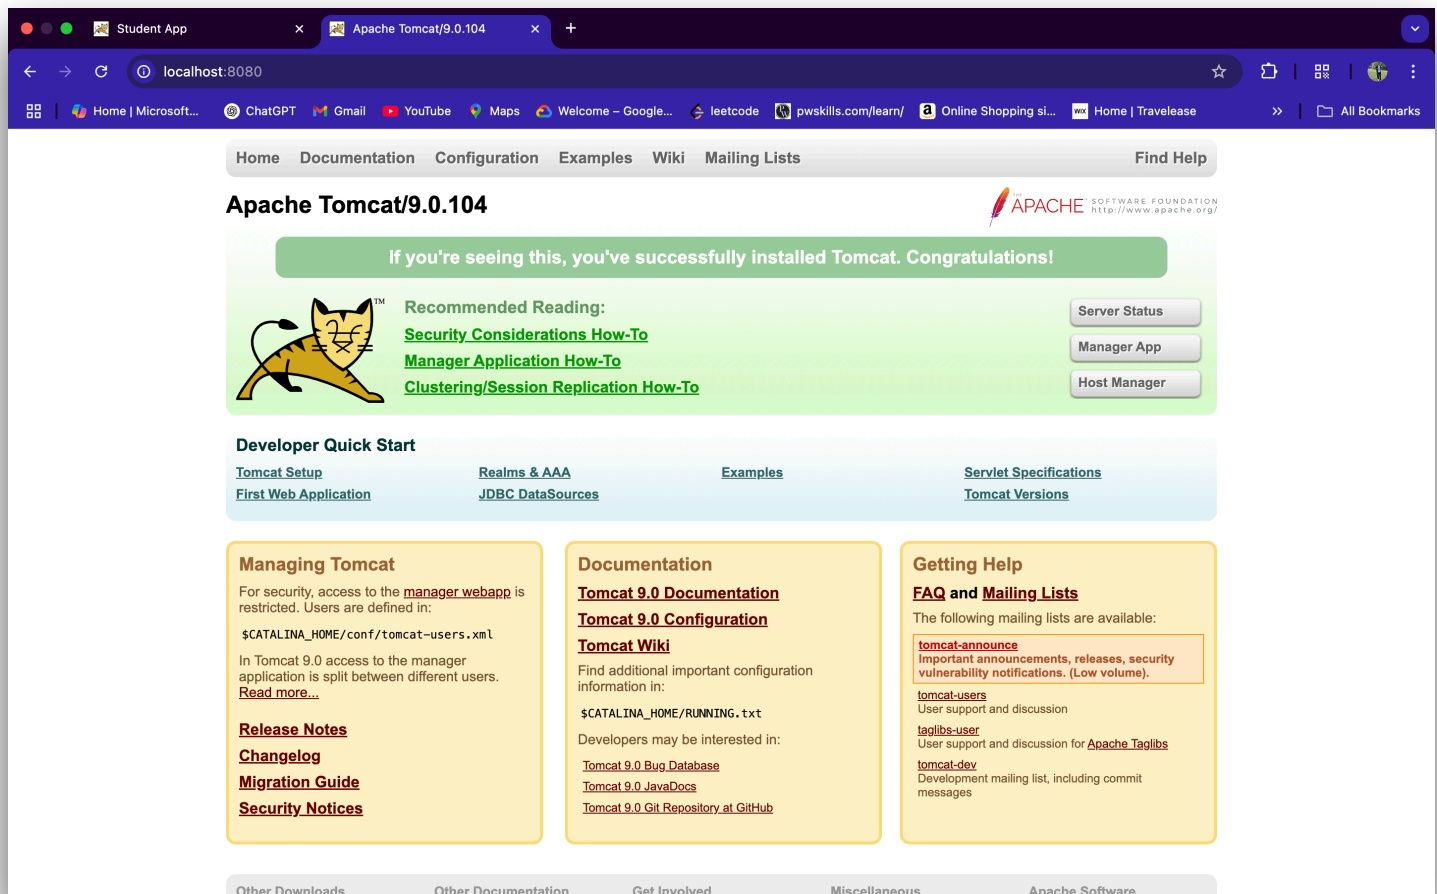 Student App
Apache Tomcat/9.0.104
localhost:8080
Home | Microsoft...
ChatGPT
Gmail
YouTube
Maps
Welcome – Google...
leetcode
pwskills.com/learn/
Online Shopping si...
WiX
Home | Travelease
All Bookmarks
Home
Documentation
Configuration
Examples
Wiki
Mailing Lists
Find Help
Apache Tomcat/9.0.104
THE
APACHE
SOFTWARE FOUNDATION
http://www.apache.org/
If you're seeing this, you've successfully installed Tomcat. Congratulations!
TM
Recommended Reading:
Security Considerations How-To
Manager Application How-To
Clustering/Session Replication How-To
Server Status
Manager App
Host Manager
Developer Quick Start
Tomcat Setup
First Web Application
Realms & AAA
JDBC DataSources
Examples
Servlet Specifications
Tomcat Versions
Managing Tomcat
For security, access to the manager webapp is
restricted. Users are defined in:
$CATALINA_HOME/conf/tomcat-users.xml
In Tomcat 9.0 access to the manager
application is split between different users.
Read more...
Release Notes
Changelog
Migration Guide
Security Notices
Documentation
Tomcat 9.0 Documentation
Tomcat 9.0 Configuration
Tomcat Wiki
Find additional important configuration
information in:
$CATALINA_HOME/RUNNING.txt
Developers may be interested in:
Tomcat 9.0 Bug Database
Tomcat 9.0 JavaDocs
Tomcat 9.0 Git Repository at GitHub
Getting Help
FAQ and Mailing Lists
The following mailing lists are available:
tomcat-announce
Important announcements, releases, security
vulnerability notifications. (Low volume).
tomcat-users
User support and discussion
taglibs-user
User support and discussion for Apache Taglibs
tomcat-dev
Development mailing list, including commit
messages
Other Downloads
Other Documentation
Get Involved
Miscellaneous
Apache Software